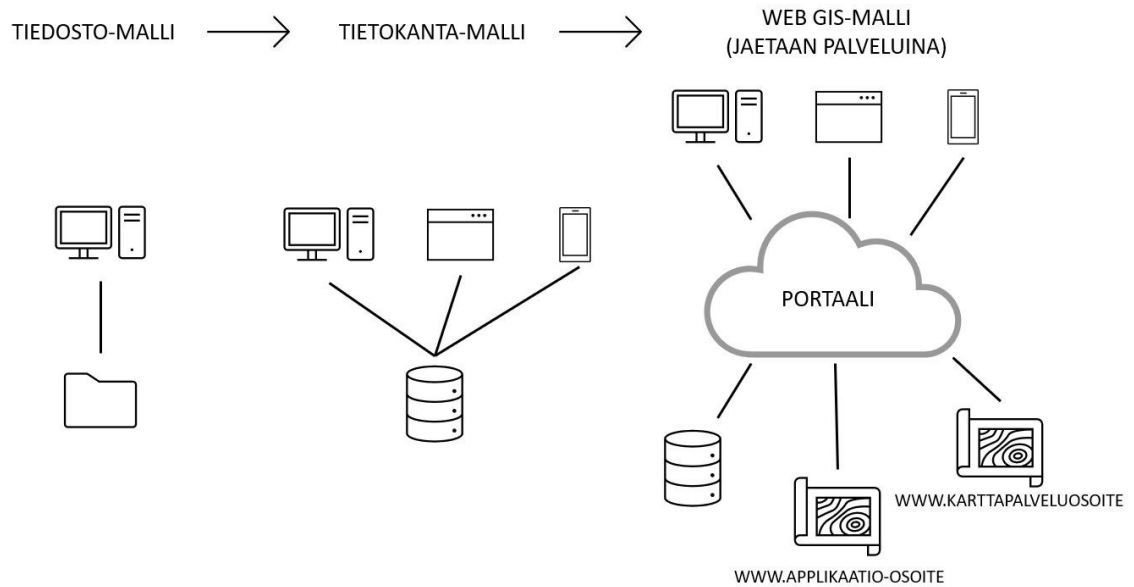 TIEDOSTO-MALLI
TIETOKANTA-MALLI
WEB GIS-MALLI
(JAETAAN PALVELUINA)
PORTAALI
WWW.KARTTAPALVELUOSOITE
WWW.APPLIKAATIO-OSOITE